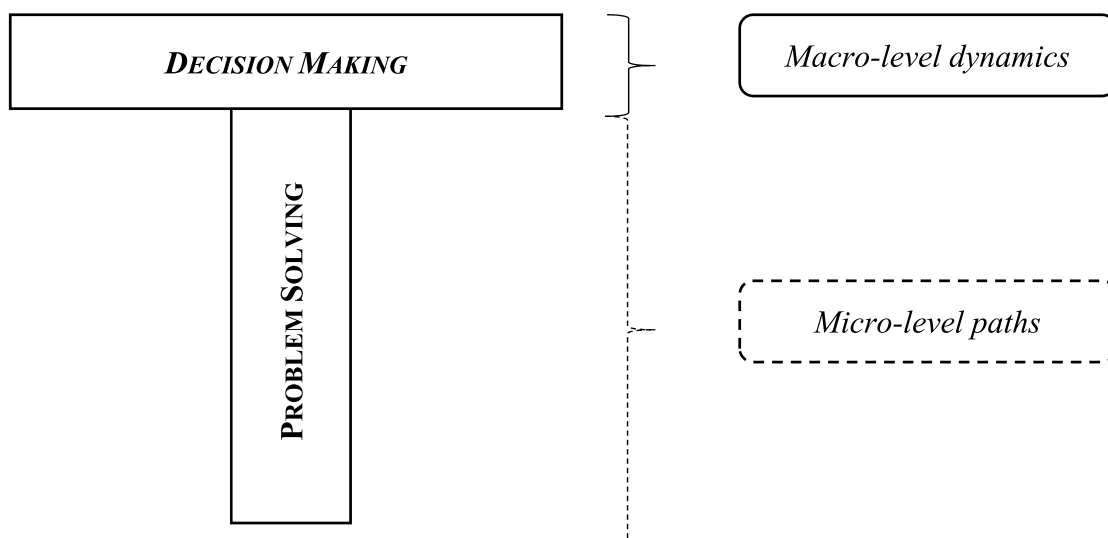 DECISION MAKING
Macro-level dynamics
PROBLEM SOLVING
Micro-level paths